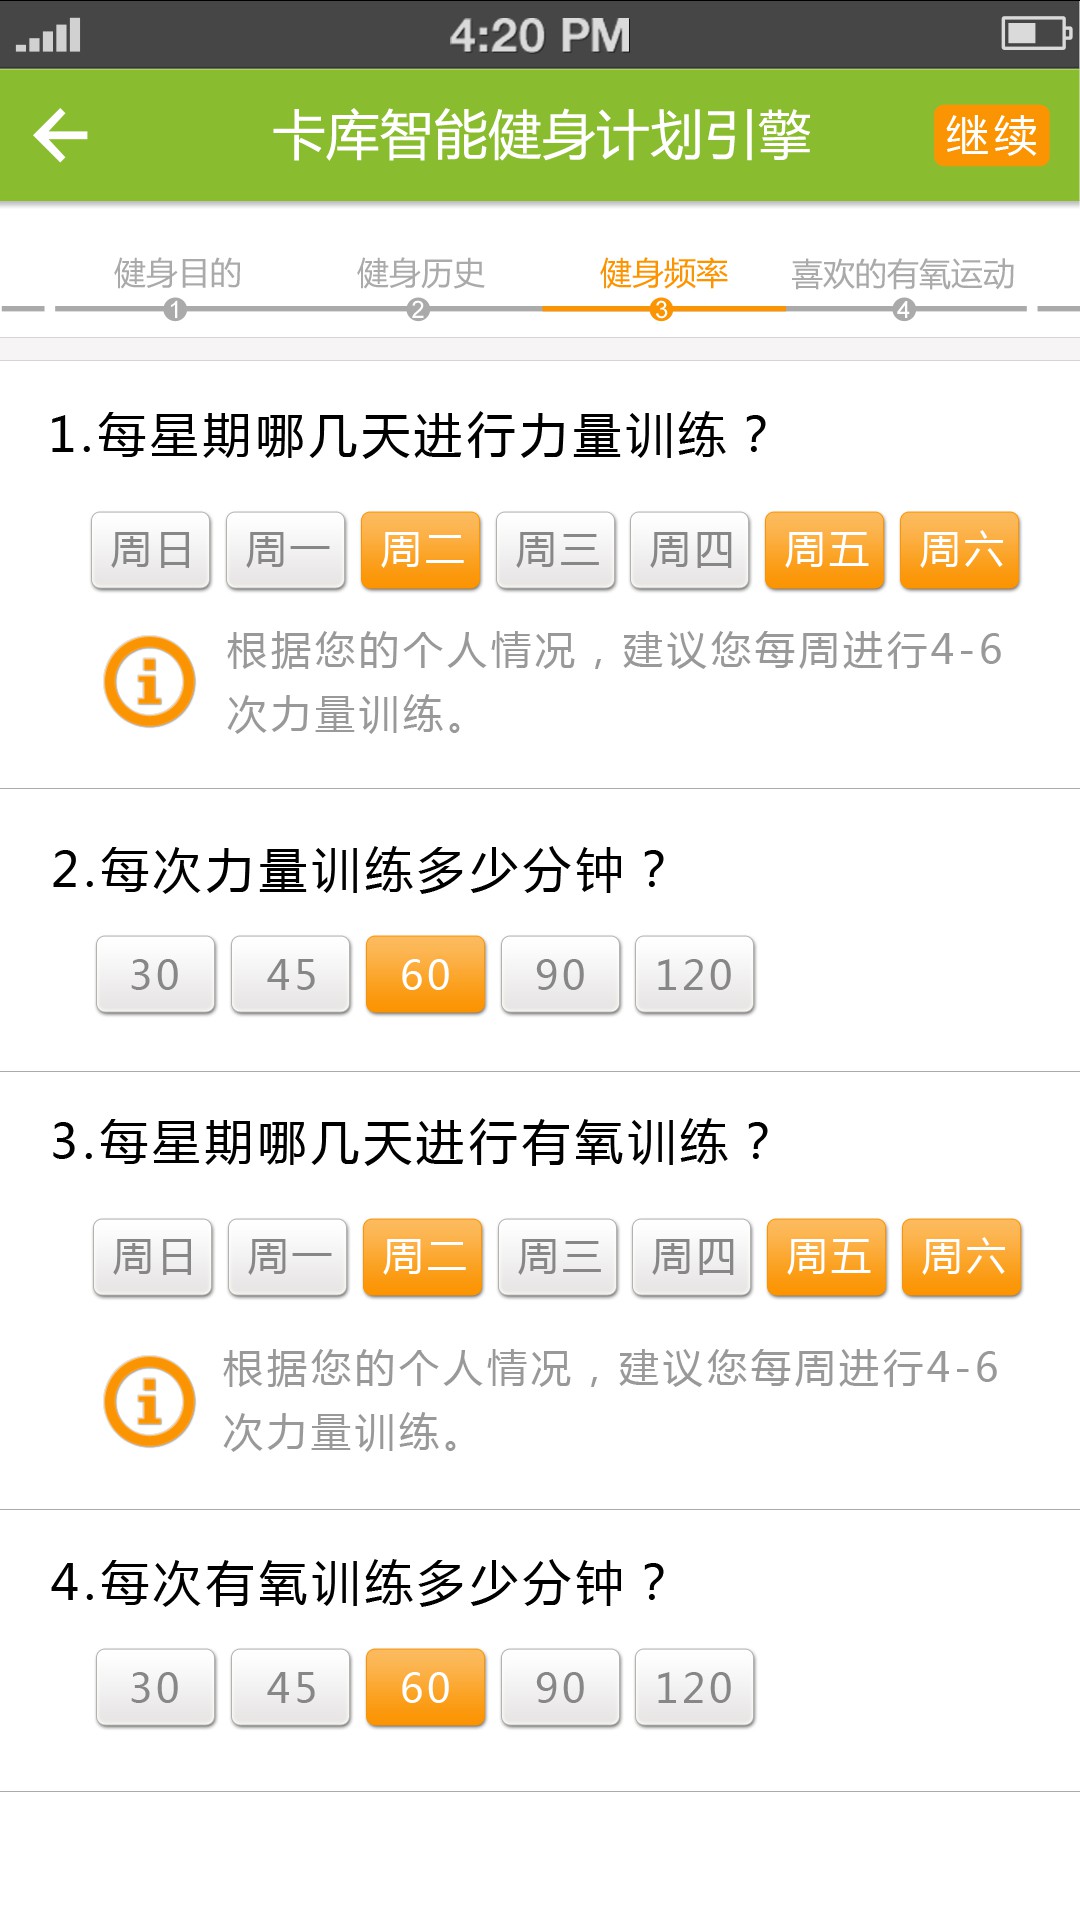 4:20 PM
卡库智能健身计划引擎 继续
健身目的 健身历史 健身频率 喜欢的有氧运动
1 2 3 4
1.每星期哪几天进行力量训练？
周日 周一 周二 周三 周四 周五 周六
根据您的个人情况，建议您每周进行4-6
次力量训练。
2.每次力量训练多少分钟？
30 45 60 90 120
3.每星期哪几天进行有氧训练？
周日 周一 周二 周三 周四 周五 周六
根据您的个人情况，建议您每周进行4-6
次力量训练。
4.每次有氧训练多少分钟？
30 45 60 90 120